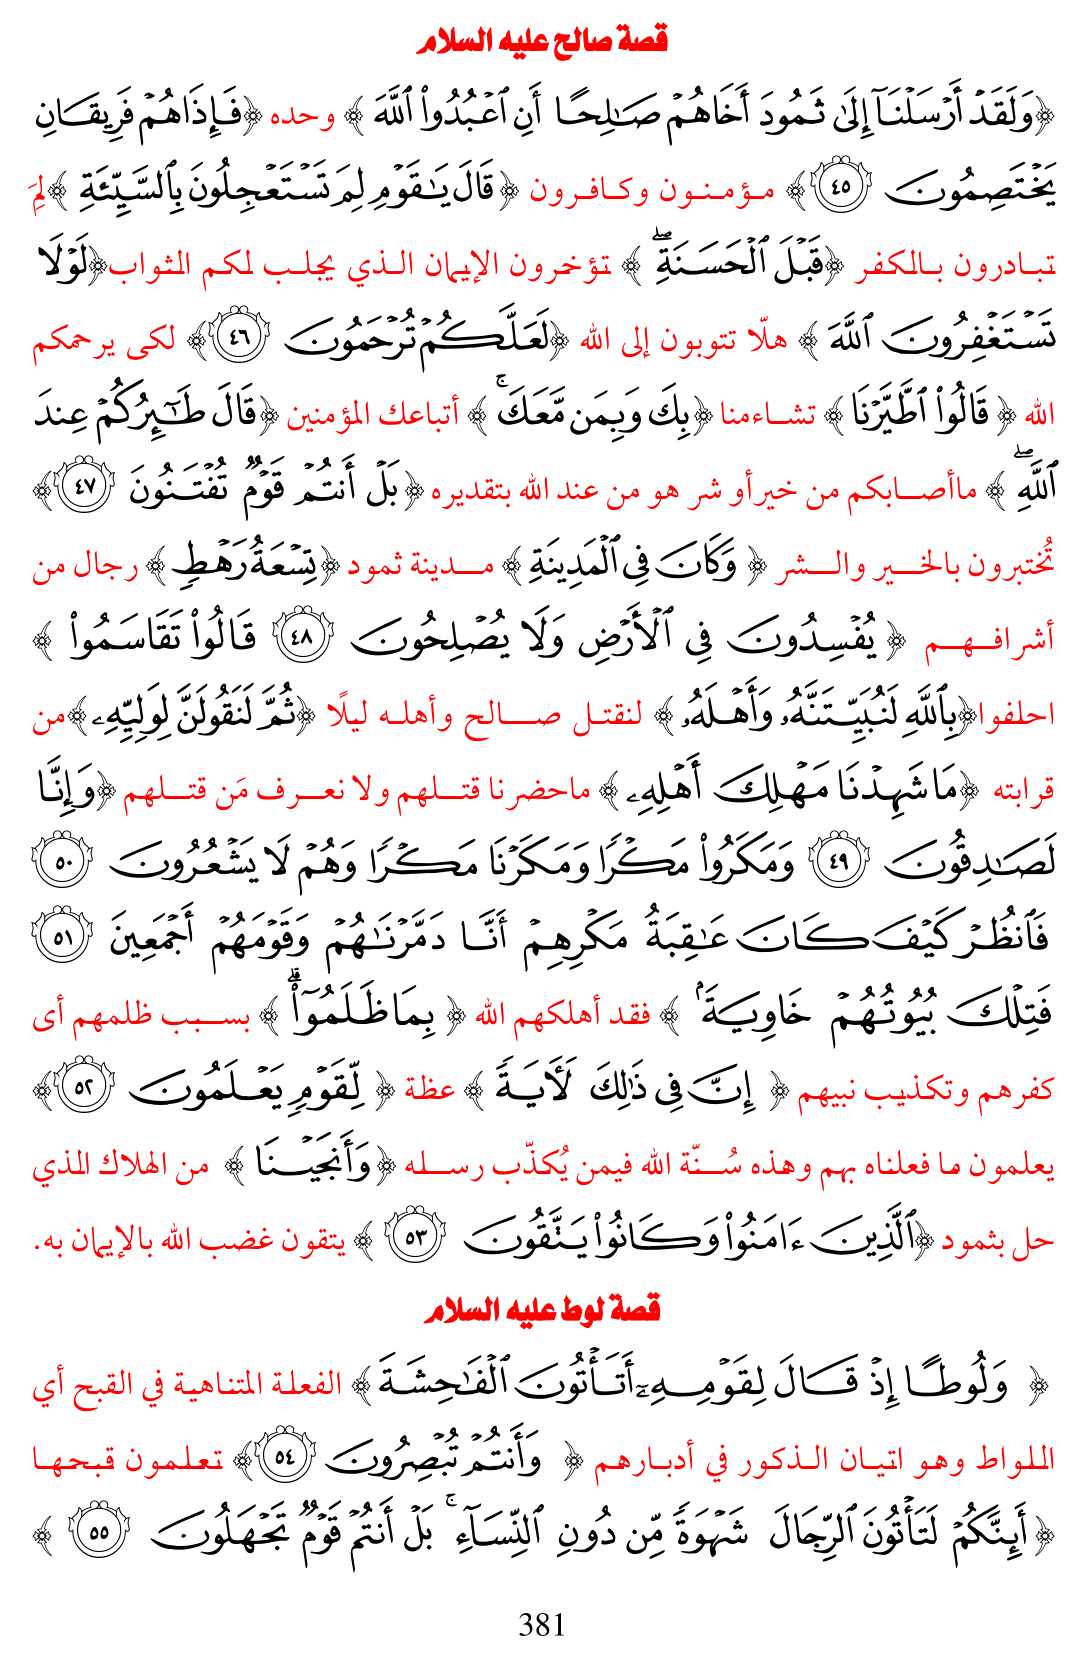 قصة صالح عليه السلام
﴿وَلَقَدۡ أَرۡسَلۡنَآ إِلَىٰ ثَمُودَ أَخَاهُمۡ صَٰلِحًا أَنِ ٱعۡبُدُواْ ٱللَّهَ ﴾ وحده ﴿فَإِذَاهُمۡ فَرِيقَانِ
يَخۡتَصِمُونَ ٤٥﴾ مؤمنون وكافرون ﴿قَالَ يَٰقَوۡمِ لِمَ تَسۡتَعۡجِلُونَ بِٱلسَّيِّئَةِ ﴾لِمَ
تبادرون بالكفر ﴿قَبۡلَ ٱلۡحَسَنَةِۖ ﴾ تؤخرون الإيمان الذي يجلب لكم الثواب﴿لَوۡلَا
تَسۡتَغۡفِرُونَ ٱللَّهَ ﴾ هلّا تتوبون إلى الله ﴿لَعَلَّكُمۡ تُرۡحَمُونَ ٤٦﴾ لكى يرحمكم
الله ﴿ قَالُواْ ٱطَّيَّرۡنَا ﴾ تشاءمنا ﴿بِكَ وَبِمَن مَّعَكَۚ ﴾ أتباعك المؤمنين ﴿قَالَ طَٰٓئِرُكُمۡ عِندَ
ٱللَّهِۖ ﴾ ماأصابكم من خيرأو شر هو من عند الله بتقديره ﴿بَلۡ أَنتُمۡ قَوۡمٞ تُفۡتَنُونَ ٤٧﴾
تُختبرون بالخير والشر ﴿ وَكَانَ فِي ٱلۡمَدِينَةِ ﴾ مدينة ثمود ﴿تِسۡعَةُ رَهۡطٖ ﴾ رجال من
أشرافهم ﴿ يُفۡسِدُونَ فِي ٱلۡأَرۡضِ وَلَا يُصۡلِحُونَ ٤٨ قَالُواْ تَقَاسَمُواْ ﴾
احلفوا﴿بِٱللَّهِ لَنُبَيِّتَنَّهُۥ وَأَهۡلَهُۥ ﴾ لنقتل صالح وأهله ليلًا ﴿ثُمَّ لَنَقُولَنَّ لِوَلِيِّهِۦ ﴾من
قرابته ﴿مَا شَهِدۡنَا مَهۡلِكَ أَهۡلِهِۦ ﴾ ماحضرنا قتلهم ولا نعرف مَن قتلهم ﴿وَإِنَّا
لَصَٰدِقُونَ ٤٩ وَمَكَرُواْ مَكۡرٗا وَمَكَرۡنَا مَكۡرٗا وَهُمۡ لَا يَشۡعُرُونَ ٥٠
فَٱنظُرۡ كَيۡفَ كَانَ عَٰقِبَةُ مَكۡرِهِمۡ أَنَّا دَمَّرۡنَٰهُمۡ وَقَوۡمَهُمۡ أَجۡمَعِينَ ٥١
فَتِلۡكَ بُيُوتُهُمۡ خَاوِيَةَۢ ﴾ فقد أهلكهم الله ﴿ بِمَا ظَلَمُوٓاْۗ ﴾ بسبب ظلمهم أى
كفرهم وتكذيب نبيهم ﴿ إِنَّ فِي ذَٰلِكَ لَأٓيَةٗ ﴾ عظة ﴿ لِّقَوۡمٖ يَعۡلَمُونَ ٥٢﴾
يعلمون ما فعلناه بهم وهذه سُنّة الله فيمن يُكذّب رسله ﴿وَأَنجَيۡنَا ﴾ من الهلاك الذي
حل بثمود ﴿ٱلَّذِينَ ءَامَنُواْ وَكَانُواْ يَتَّقُونَ ٥٣ ﴾ يتقون غضب الله بالإيمان به.
قصة لوط عليه السلام
﴿ وَلُوطًا إِذۡ قَالَ لِقَوۡمِهِۦٓ أَتَأۡتُونَ ٱلۡفَٰحِشَةَ ﴾ الفعلة المتناهية في القبح أي
اللواط وهو اتيان الذكور في أدبارهم ﴿ وَأَنتُمۡ تُبۡصِرُونَ ٥٤﴾ تعلمون قبحها
﴿ أَئِنَّكُمۡ لَتَأۡتُونَ ٱلرِّجَالَ شَهۡوَةٗ مِّن دُونِ ٱلنِّسَآءِۚ بَلۡ أَنتُمۡ قَوۡمٞ تَجۡهَلُونَ ٥٥ ﴾
381